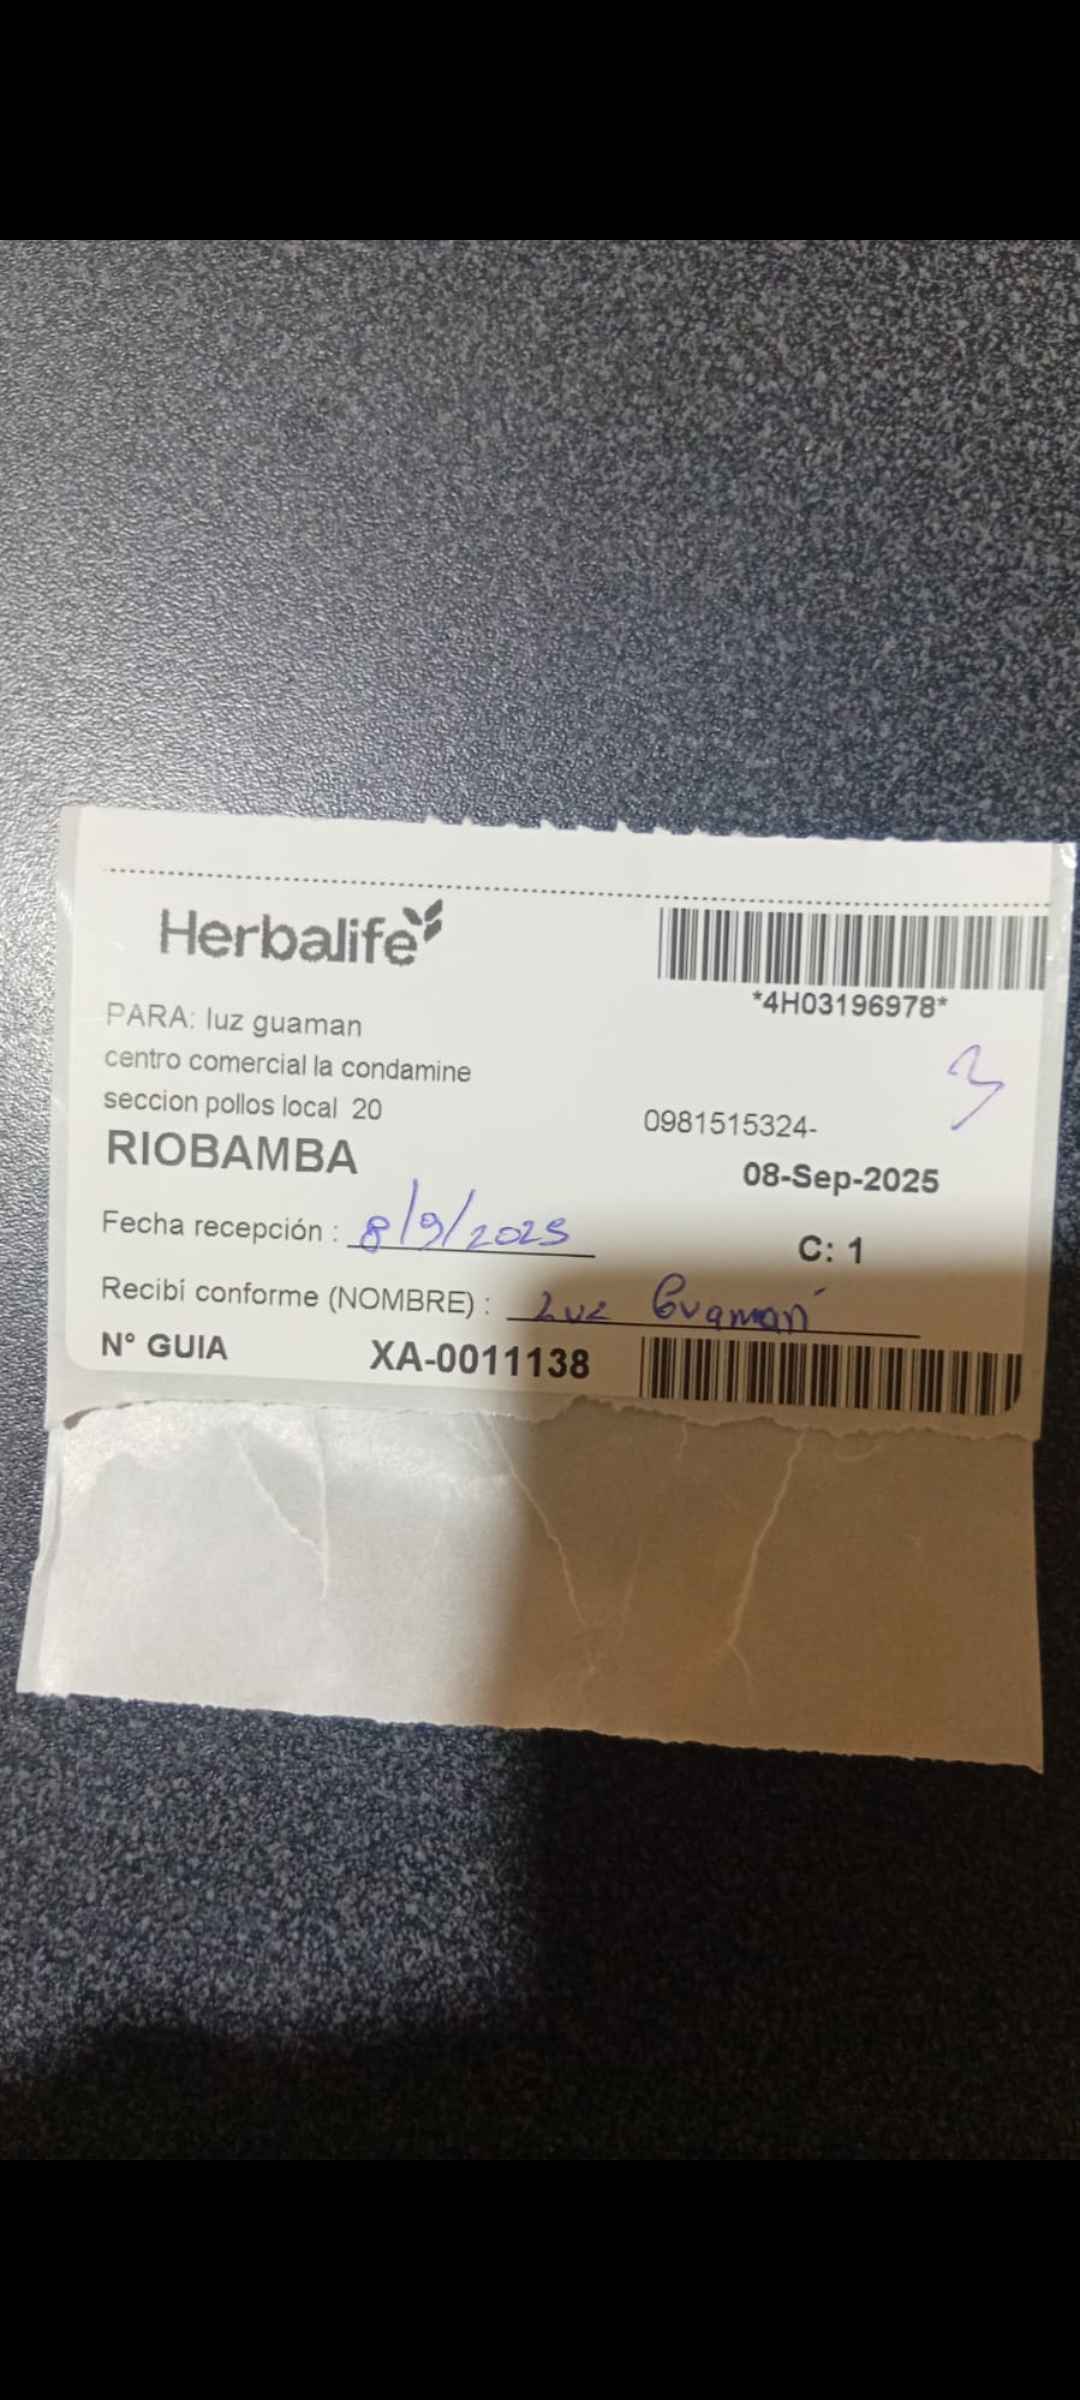 Herbalife
*4H03196978*
PARA: luz guaman
centro comercial la condamine
seccion pollos local 20
0981515324-
RIOBAMBA
08-Sep-2025
Fecha recepción : 8/9/2025
C: 1
Recibí conforme (NOMBRE) : Luz Guamán
N° GUIA XA-0011138